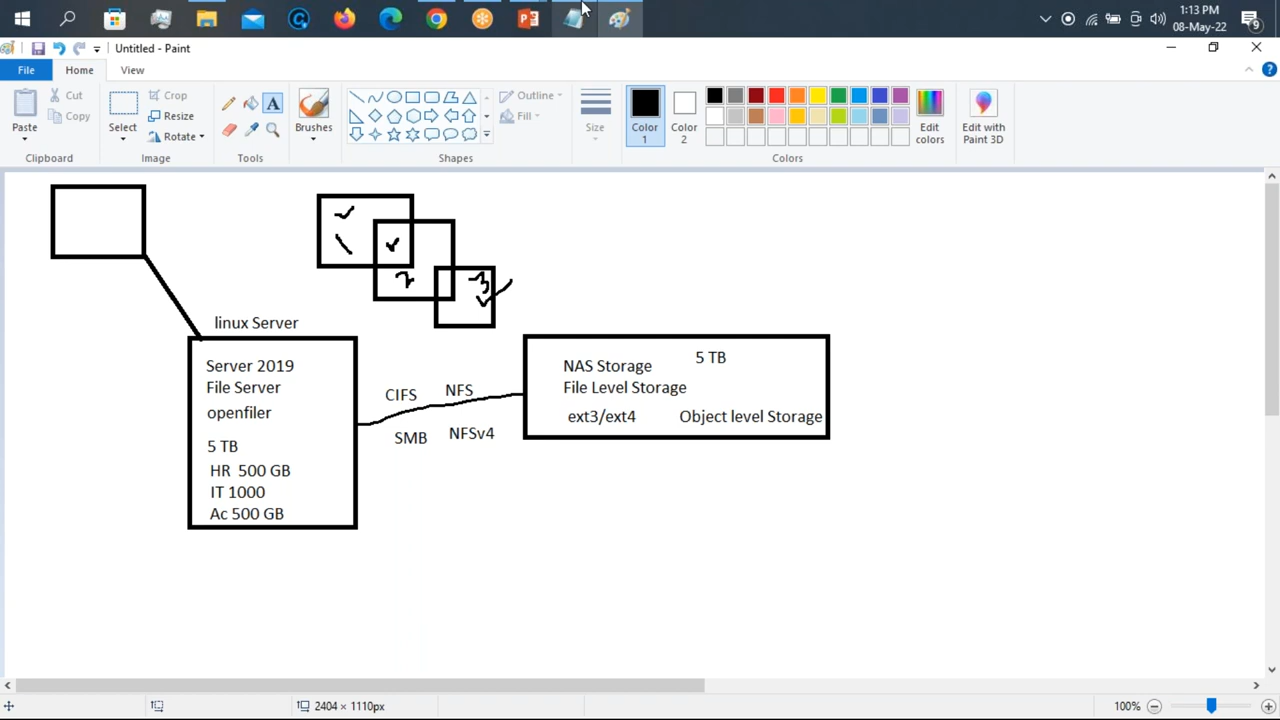 1:13 PM
08-May-22
9
Untitled - Paint
File
Home
View
Paste
Cut
Copy
Clipboard
Select
Crop
Resize
Rotate
Image
A
Tools
Brushes
Outline
Fill
Shapes
Size
Color
1
Color
2
Edit
colors
Colors
Edit with
Paint 3D
2
3
linux Server
Server 2019
File Server
openfiler
5 TB
HR 500 GB
IT 1000
Ac 500 GB
CIFS NFS
SMB NFSv4
NAS Storage 5 TB
File Level Storage
ext3/ext4 Object level Storage
2404 × 1110px
100%